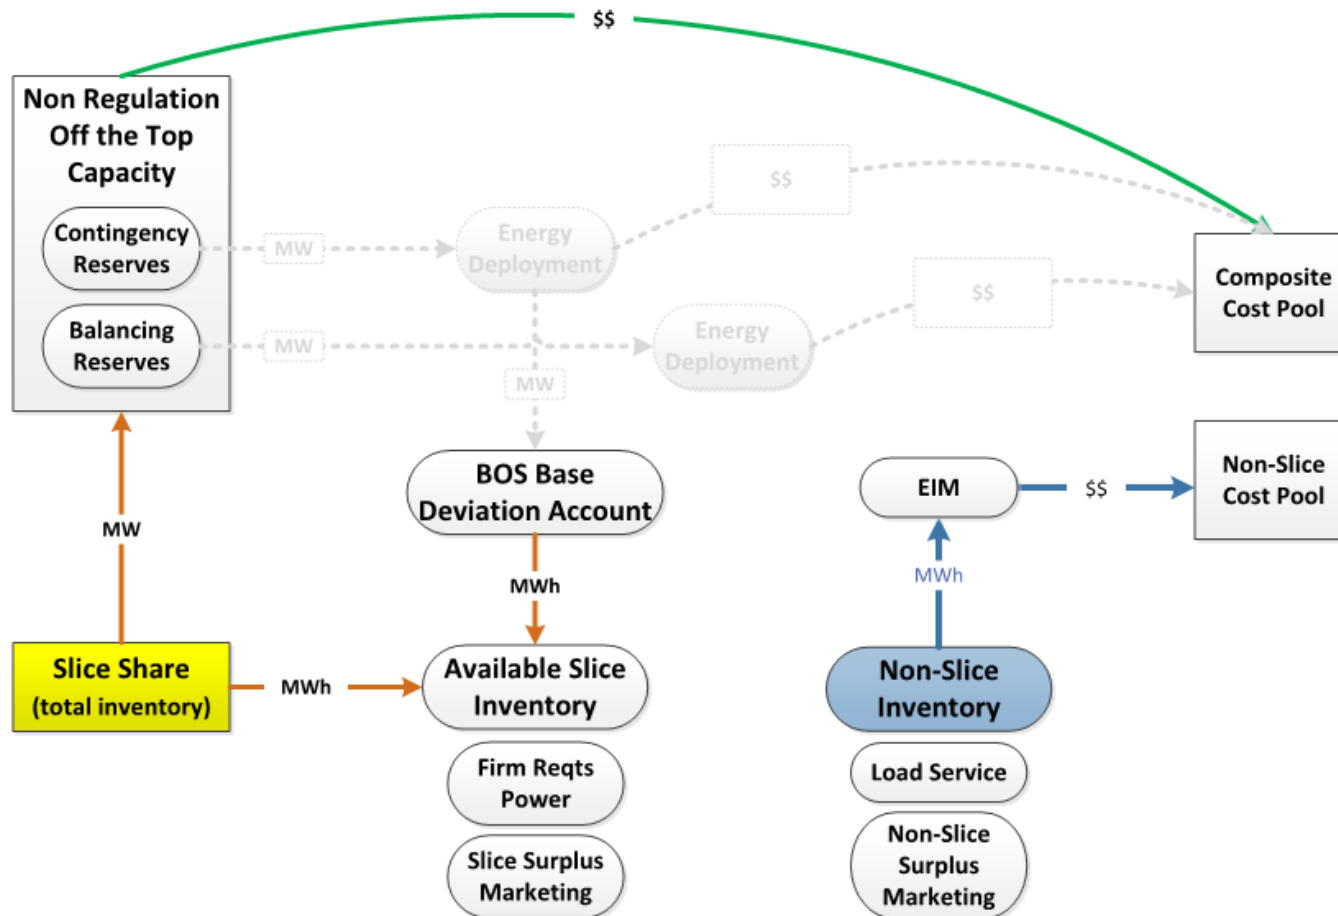 $$
Non Regulation
Off the Top
Capacity
Contingency
Reserves
Balancing
Reserves
MW
MW
Energy
Deployment
$$
Energy
Deployment
$$
MW
Composite
Cost Pool
BOS Base
Deviation Account
EIM
$$
Non-Slice
Cost Pool
MW
MWh
MWh
Slice Share
(total inventory)
MWh
Available Slice
Inventory
Non-Slice
Inventory
Firm Reqts
Power
Load Service
Slice Surplus
Marketing
Non-Slice
Surplus
Marketing